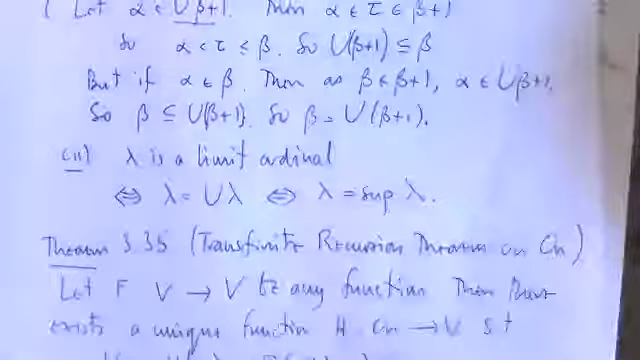 Let α ∈ ∪β+1. Then α ∈ τ ∈ β+1
So α < τ ≤ β. So ∪(β+1) ⊆ β
But if α ∈ β. Then as β ∈ β+1, α ∈ ∪β+1.
So β ⊆ ∪(β+1). So β = ∪(β+1).
(ii) λ is a limit ordinal
⇔ λ = ∪λ ⇔ λ = sup λ.
Theorem 3.35 (Transfinite Recursion Theorem on On)
Let F V → V be any function Then there
exists a unique function H On → V s t